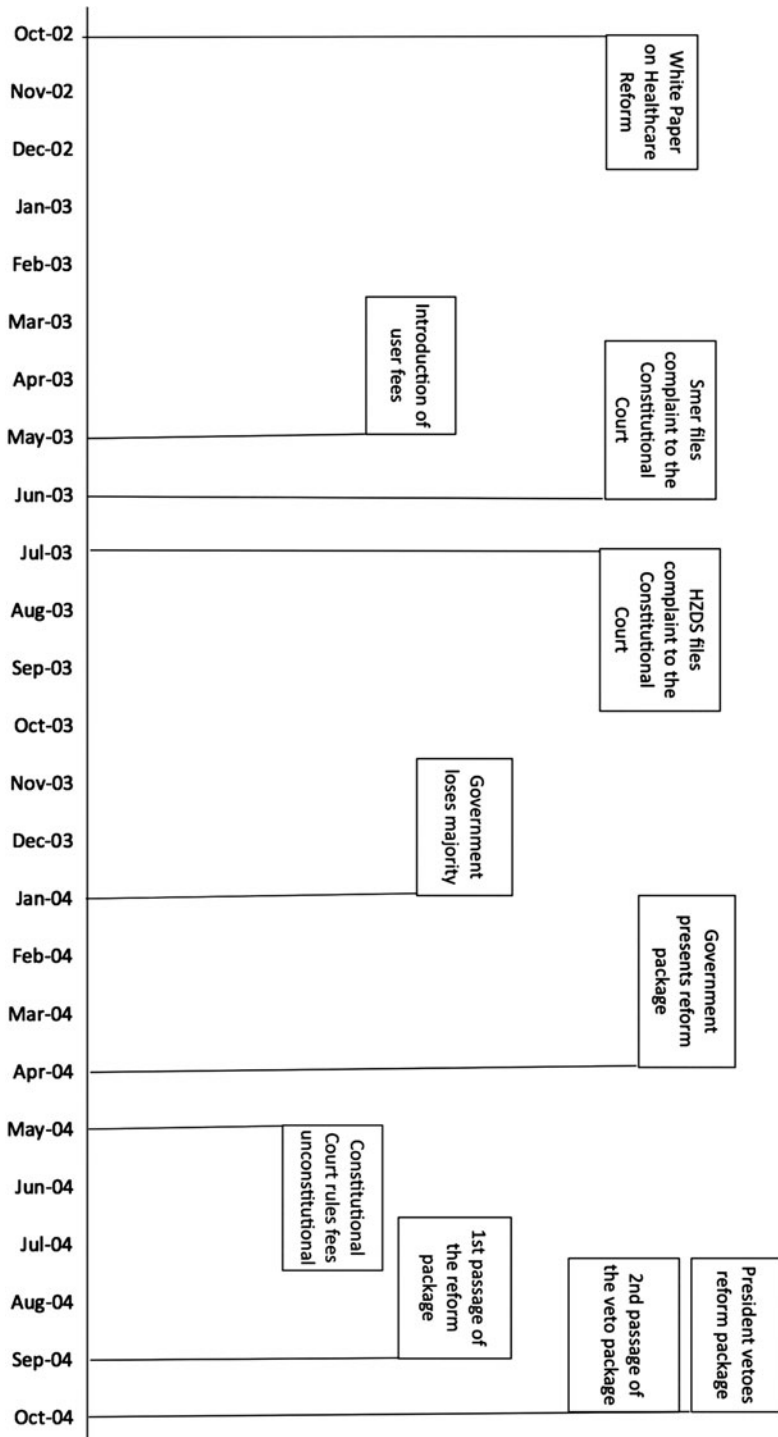 Oct-02
Nov-02
Dec-02
Jan-03
Feb-03
Mar-03
Apr-03
May-03
Jun-03
Jul-03
Aug-03
Sep-03
Oct-03
Nov-03
Dec-03
Jan-04
Feb-04
Mar-04
Apr-04
May-04
Jun-04
Jul-04
Aug-04
Sep-04
Oct-04
White Paper
on Healthcare
Reform
Introduction of
user fees
Smer files
complaint to the
Constitutional
Court
HZDS files
complaint to the
Constitutional
Court
Government
loses majority
Government
presents reform
package
Constitutional
Court rules fees
unconstitutional
1st passage of
the reform
package
President vetoes
reform package
2nd passage of
the veto package